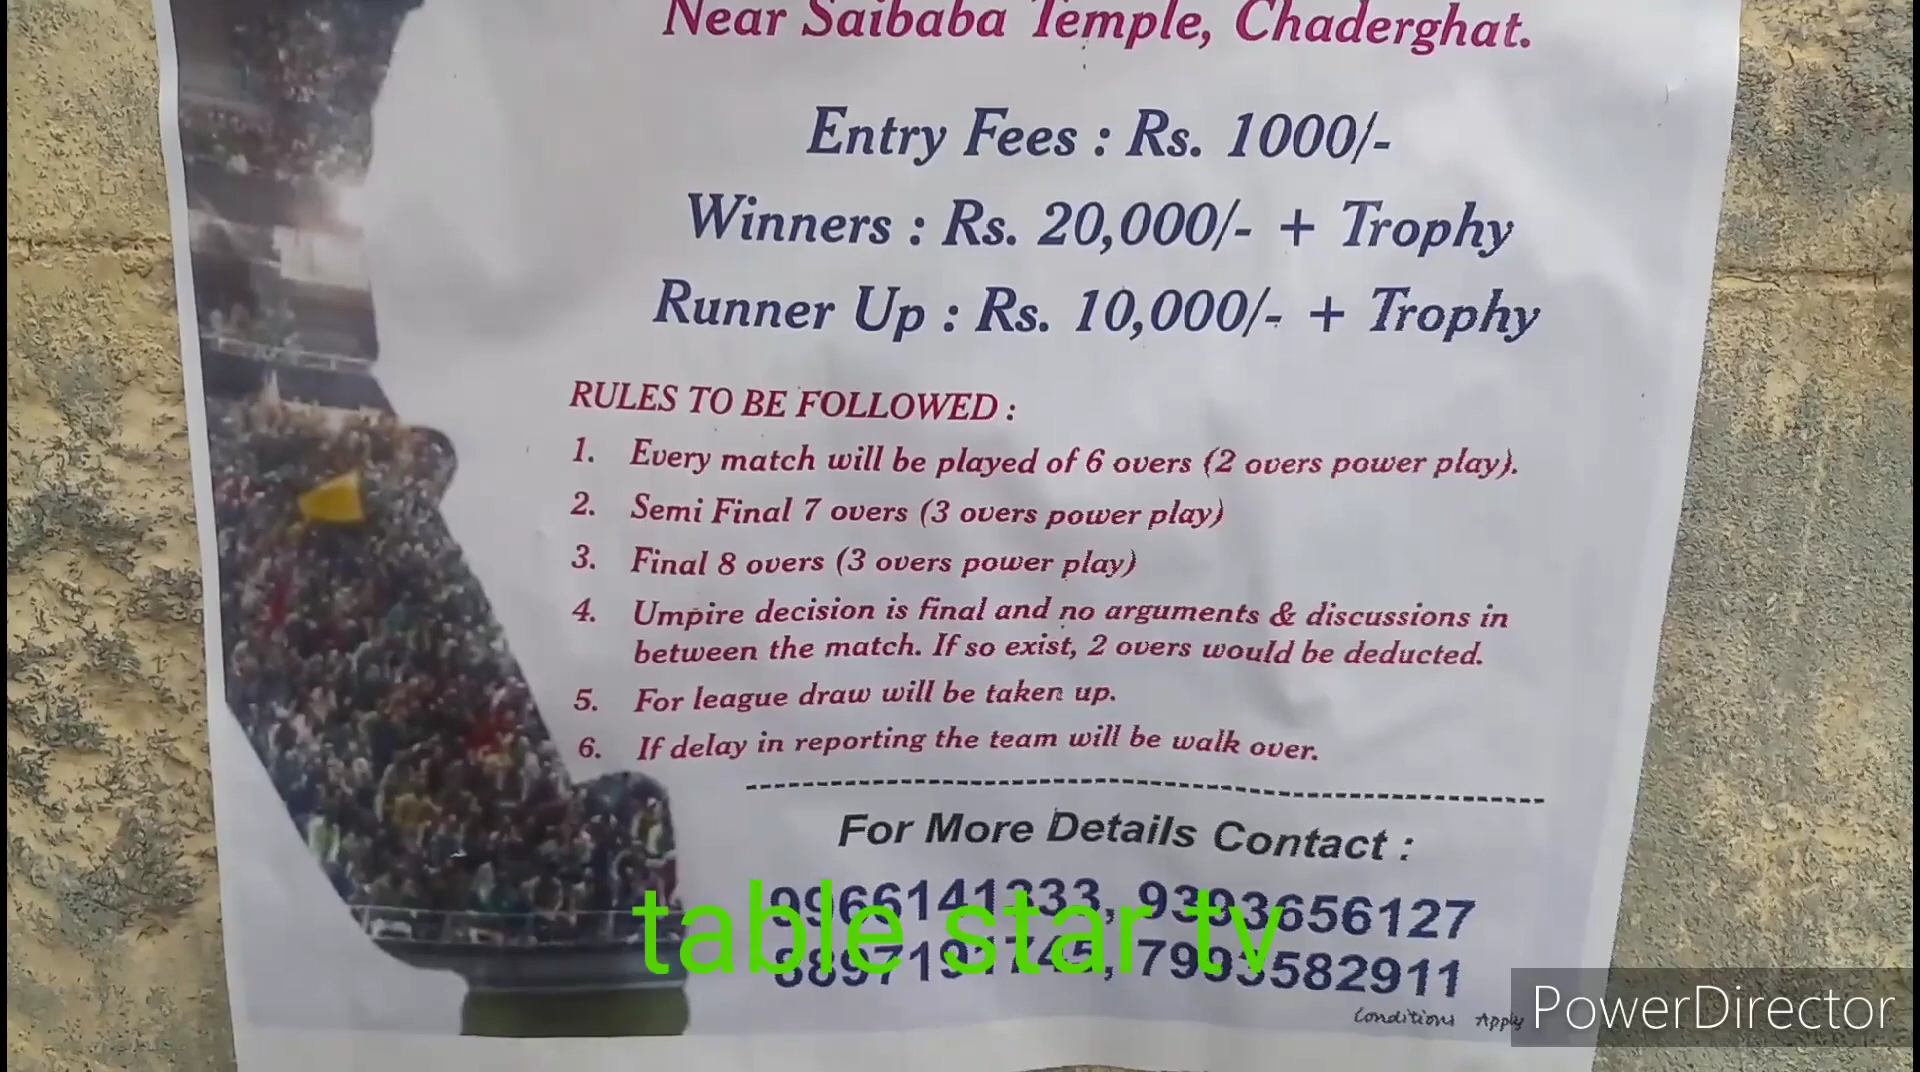 Near Saibaba Temple, Chaderghat.
Entry Fees : Rs. 1000/-
Winners : Rs. 20,000/- + Trophy
Runner Up : Rs. 10,000/- + Trophy
RULES TO BE FOLLOWED :
1. Every match will be played of 6 overs (2 overs power play).
2. Semi Final 7 overs (3 overs power play)
3. Final 8 overs (3 overs power play)
4. Umpire decision is final and no arguments & discussions in
between the match. If so exist, 2 overs would be deducted.
5. For league draw will be taken up.
6. If delay in reporting the team will be walk over.
For More Details Contact :
table star tv
Conditions Apply
PowerDirector